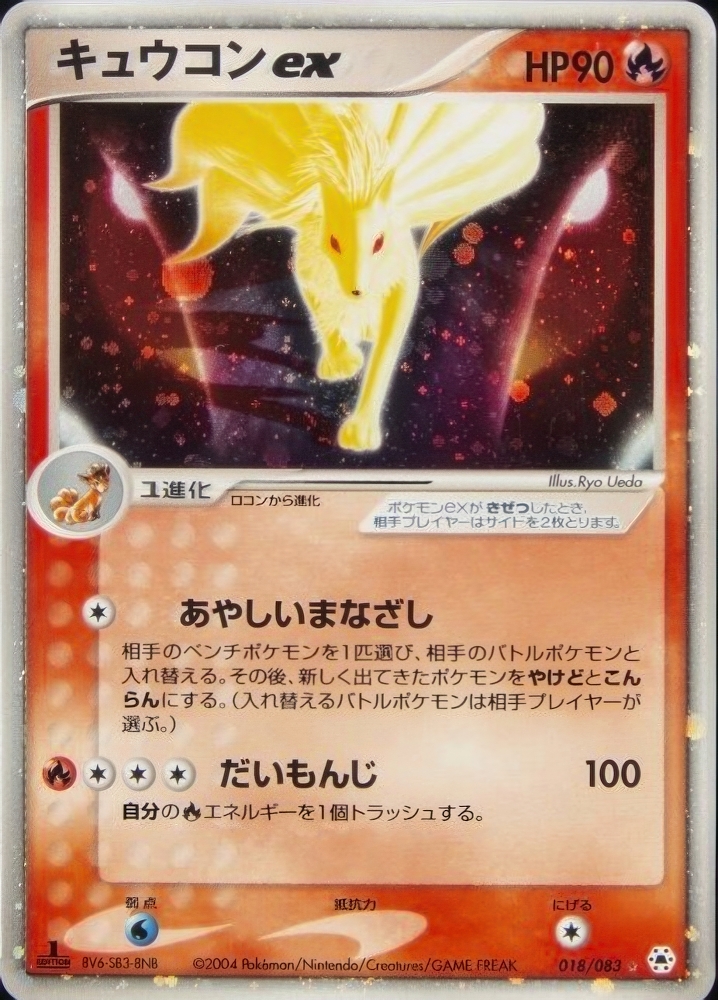 キュウコンex HP90
Illus.Ryo Ueda
1進化 ロコンから進化
ポケモンexがきぜつしたとき、
相手プレイヤーはサイドを2枚とります。
あやしいまなざし
相手のベンチポケモンを1匹選び、相手のバトルポケモンと
入れ替える。その後、新しく出てきたポケモンをやけどとこん
らんにする。(入れ替えるバトルポケモンは相手プレイヤーが
選ぶ。)
だいもんじ 100
自分のエネルギーを1個トラッシュする。
弱点 抵抗力 にげる
1 EDITION 8V6-SB3-8NB ©2004 Pokémon/Nintendo/Creatures/GAME FREAK 018/083 ☆